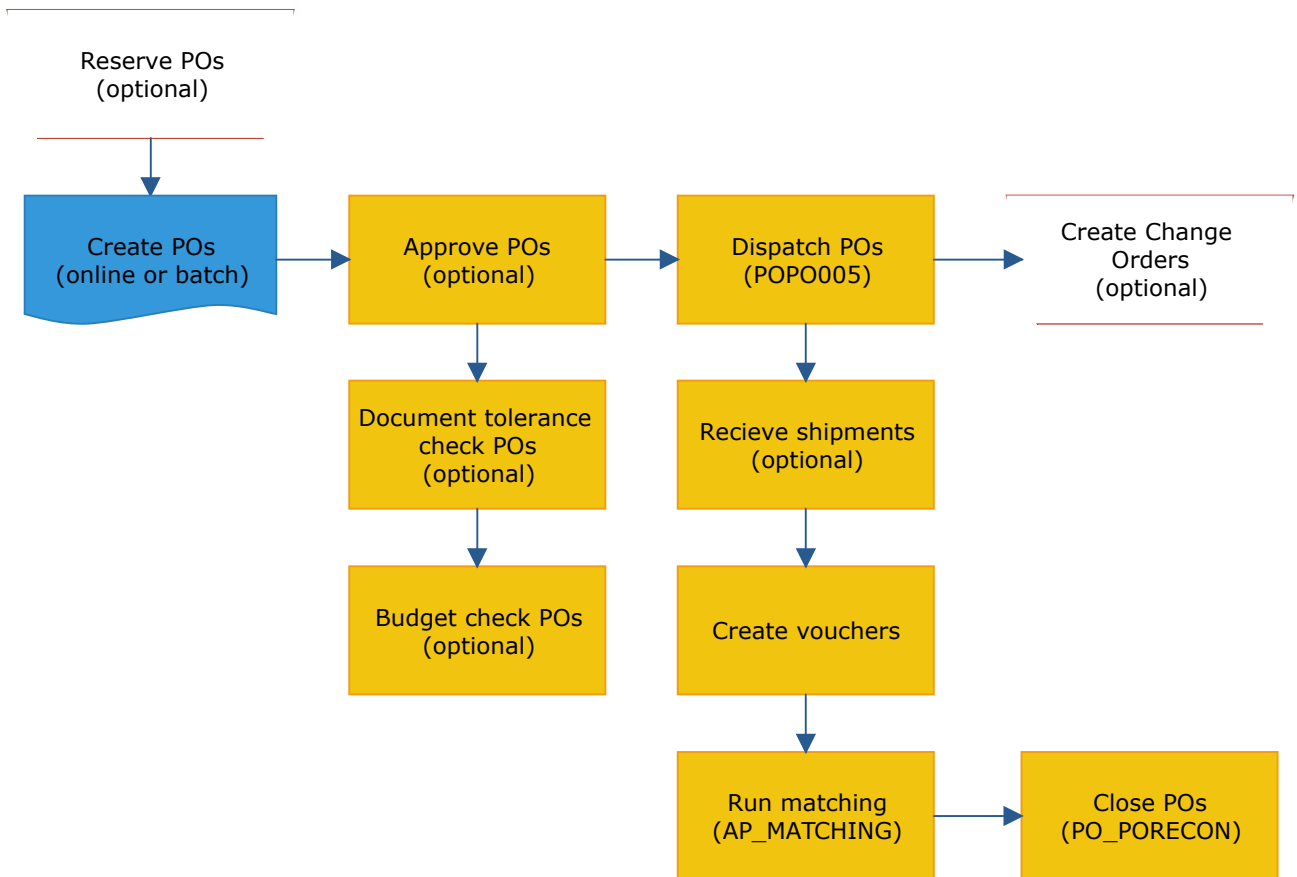 Reserve POs
(optional)
Create POs
(online or batch)
Approve POs
(optional)
Dispatch POs
(POPO005)
Create Change
Orders
(optional)
Document tolerance
check POs
(optional)
Recieve shipments
(optional)
Budget check POs
(optional)
Create vouchers
Run matching
(AP_MATCHING)
Close POs
(PO_PORECON)